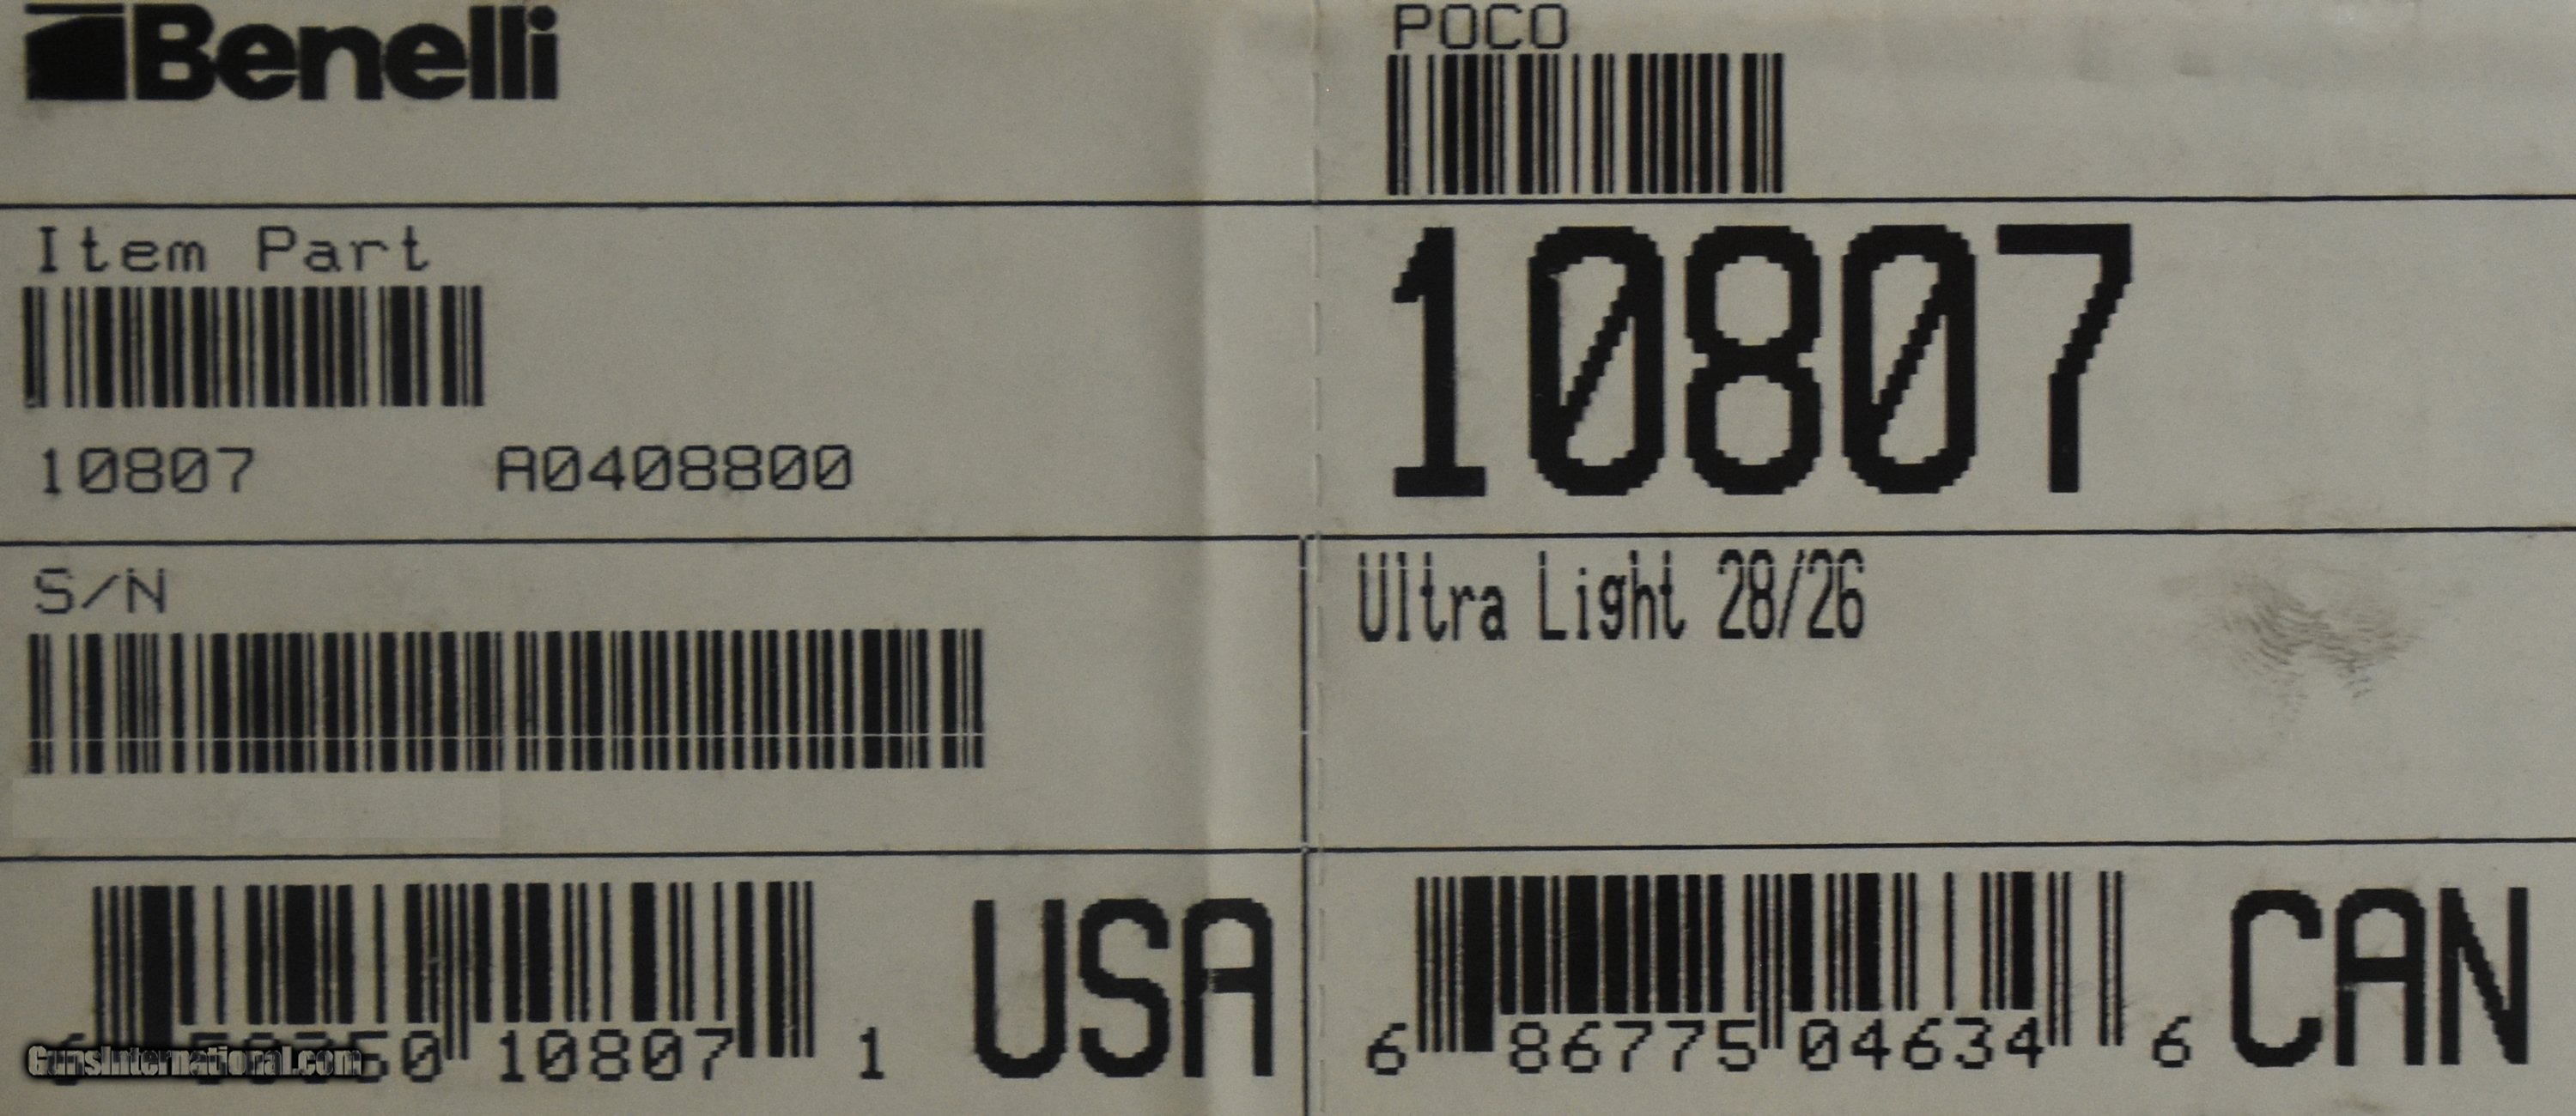 Benelli
POCO
Item Part
10807
10807 A0408800
S/N
Ultra Light 28/26
10807 1 USA
6 86775 04634 6 CAN
GunsInternational.com